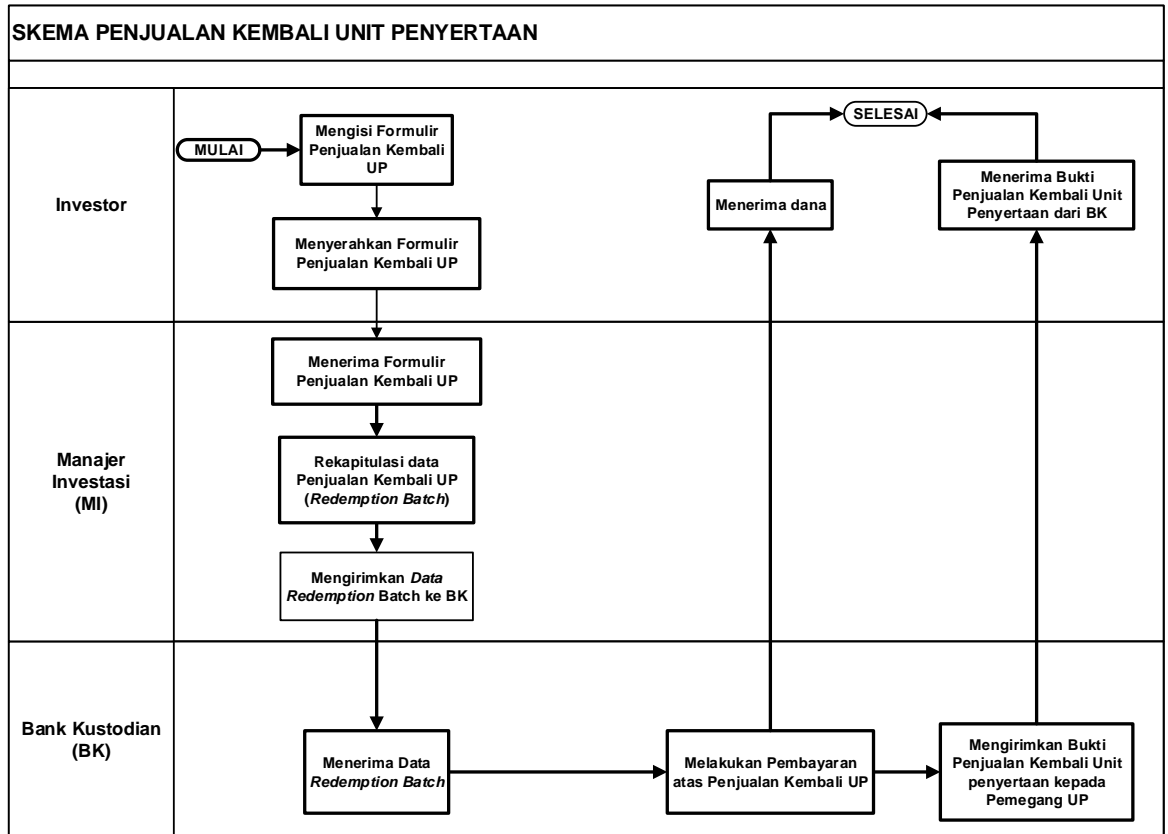 SKEMA PENJUALAN KEMBALI UNIT PENYERTAAN
Investor
MULAI
Mengisi Formulir
Penjualan Kembali
UP
Menyerahkan Formulir
Penjualan Kembali UP
SELESAI
Menerima dana
Menerima Bukti
Penjualan Kembali Unit
Penyertaan dari BK
Manajer
Investasi
(MI)
Menerima Formulir
Penjualan Kembali UP
Rekapitulasi data
Penjualan Kembali UP
(Redemption Batch)
Mengirimkan Data
Redemption Batch ke BK
Bank Kustodian
(BK)
Menerima Data
Redemption Batch
Melakukan Pembayaran
atas Penjualan Kembali UP
Mengirimkan Bukti
Penjualan Kembali Unit
penyertaan kepada
Pemegang UP